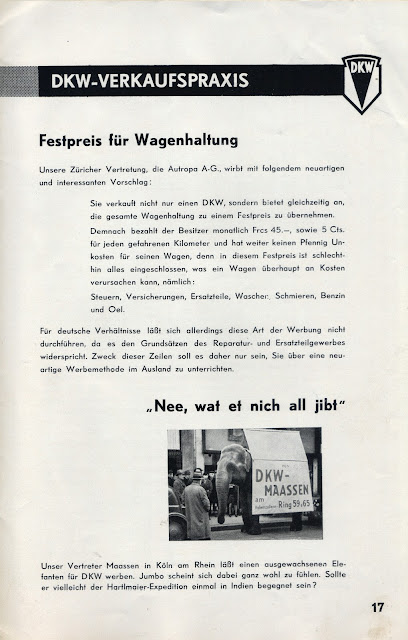 DKW
DKW-VERKAUFSPRAXIS
Festpreis für Wagenhaltung
Unsere Züricher Vertretung, die Autropa A-G., wirbt mit folgendem neuartigen
und interessanten Vorschlag:
Sie verkauft nicht nur einen DKW, sondern bietet gleichzeitig an,
die gesamte Wagenhaltung zu einem Festpreis zu übernehmen.
Demnach bezahlt der Besitzer monatlich Frcs 45.—, sowie 5 Cts.
für jeden gefahrenen Kilometer und hat weiter keinen Pfennig Un-
kosten für seinen Wagen, denn in diesem Festpreis ist schlecht-
hin alles eingeschlossen, was ein Wagen überhaupt an Kosten
verursachen kann, nämlich:
Steuern, Versicherungen, Ersatzteile, Waschen, Schmieren, Benzin
und Oel.
Für deutsche Verhältnisse läßt sich allerdings diese Art der Werbung nicht
durchführen, da es den Grundsätzen des Reparatur- und Ersatzteilgewerbes
widerspricht. Zweck dieser Zeilen soll es daher nur sein, Sie über eine neu-
artige Werbemethode im Ausland zu unterrichten.
„Nee, wat et nich all jibt"
DKW-
MAASSEN
am
Ring 59.65
Unser Vertreter Maassen in Köln am Rhein läßt einen ausgewachsenen Ele-
fanten für DKW werben. Jumbo scheint sich dabei ganz wohl zu fühlen. Sollte
er vielleicht der Hartlmaier-Expedition einmal in Indien begegnet sein?
17